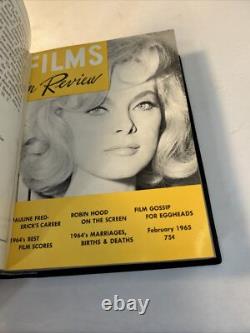 FILMS
in Review
PAULINE FRED-
ERICK'S CAREER
ROBIN HOOD
ON THE SCREEN
FILM GOSSIP
FOR EGGHEADS
1964's BEST
FILM SCORES
1964's MARRIAGES,
BIRTHS & DEATHS
February 1965
75¢